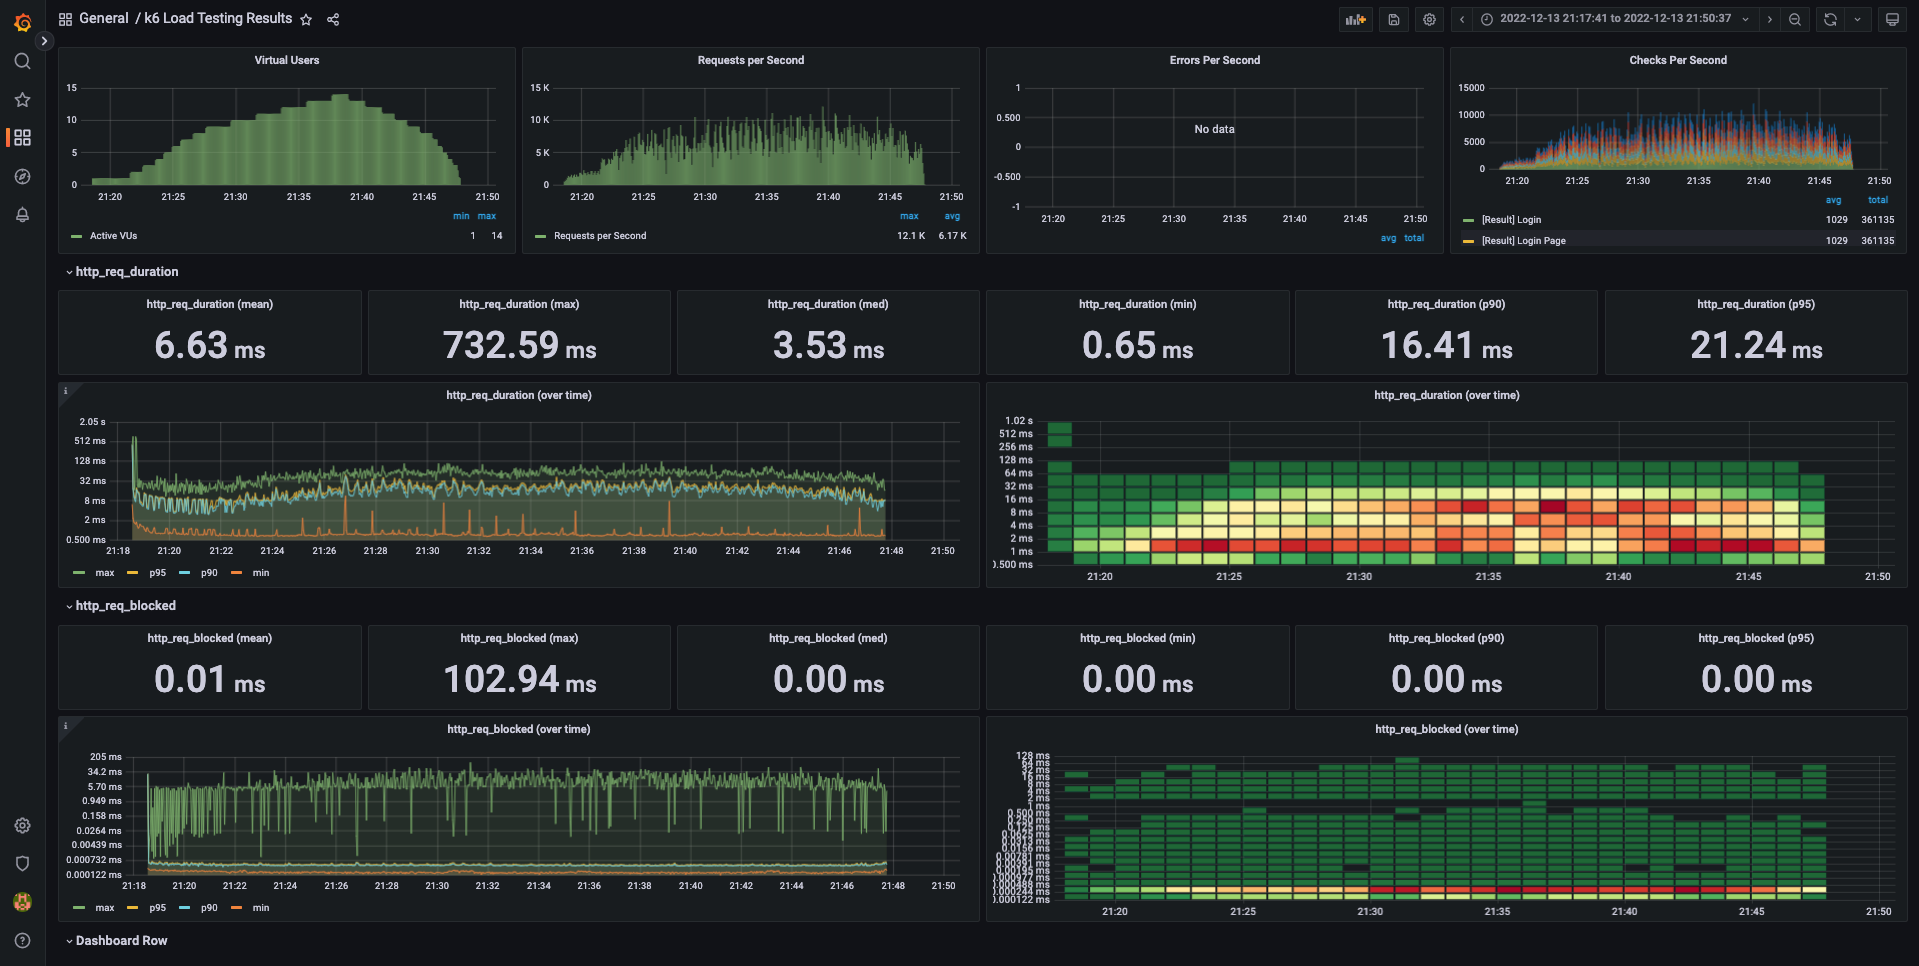 General / k6 Load Testing Results
2022-12-13 21:17:41 to 2022-12-13 21:50:37
Virtual Users
15
10
5
0
21:20 21:25 21:30 21:35 21:40 21:45 21:50
min max
Active VUs 1 14
Requests per Second
15 K
10 K
5 K
0
21:20 21:25 21:30 21:35 21:40 21:45 21:50
max avg
Requests per Second 12.1 K 6.17 K
Errors Per Second
1
0.500
0
-0.500
-1
No data
21:20 21:25 21:30 21:35 21:40 21:45 21:50
avg total
Checks Per Second
15000
10000
5000
0
21:20 21:25 21:30 21:35 21:40 21:45 21:50
avg total
[Result] Login 1029 361135
[Result] Login Page 1029 361135
http_req_duration
http_req_duration (mean)
6.63 ms
http_req_duration (max)
732.59 ms
http_req_duration (med)
3.53 ms
http_req_duration (min)
0.65 ms
http_req_duration (p90)
16.41 ms
http_req_duration (p95)
21.24 ms
http_req_duration (over time)
2.05 s
512 ms
128 ms
32 ms
8 ms
2 ms
0.500 ms
21:18 21:20 21:22 21:24 21:26 21:28 21:30 21:32 21:34 21:36 21:38 21:40 21:42 21:44 21:46 21:48 21:50
max p95 p90 min
http_req_duration (over time)
1.02 s
512 ms
256 ms
128 ms
64 ms
32 ms
16 ms
8 ms
4 ms
2 ms
1 ms
0.500 ms
21:20 21:25 21:30 21:35 21:40 21:45 21:50
http_req_blocked
http_req_blocked (mean)
0.01 ms
http_req_blocked (max)
102.94 ms
http_req_blocked (med)
0.00 ms
http_req_blocked (min)
0.00 ms
http_req_blocked (p90)
0.00 ms
http_req_blocked (p95)
0.00 ms
http_req_blocked (over time)
205 ms
34.2 ms
5.70 ms
0.949 ms
0.158 ms
0.0264 ms
0.00439 ms
0.000732 ms
0.000122 ms
21:18 21:20 21:22 21:24 21:26 21:28 21:30 21:32 21:34 21:36 21:38 21:40 21:42 21:44 21:46 21:48 21:50
max p95 p90 min
http_req_blocked (over time)
128 ms
0.000122 ms
21:20 21:25 21:30 21:35 21:40 21:45 21:50
Dashboard Row